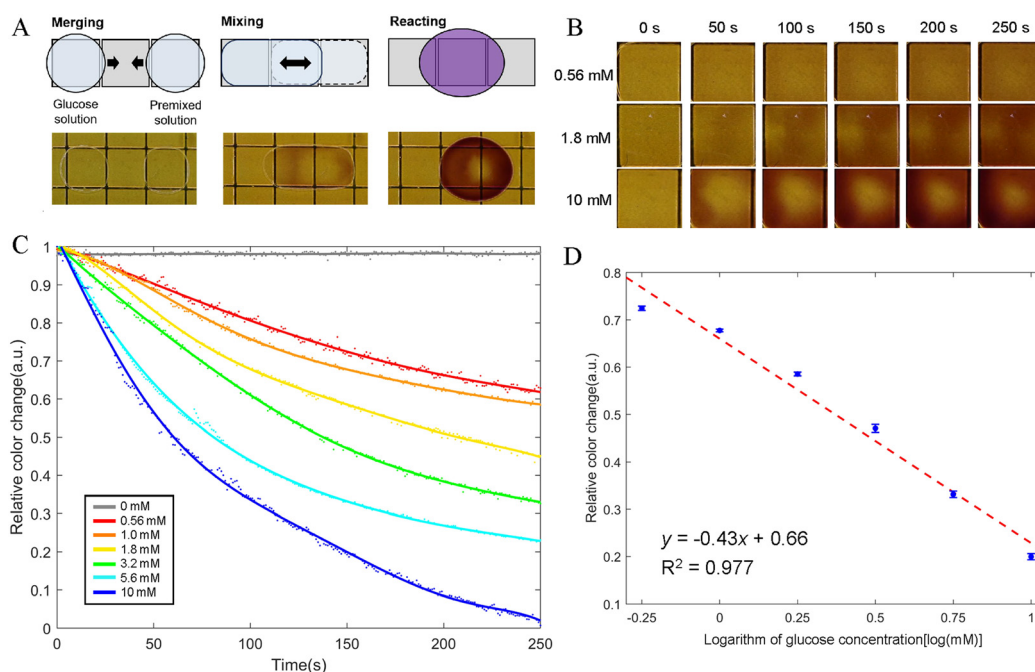 A
Merging
Mixing
Reacting
Glucose
solution
Premixed
solution
B
0 s
50 s
100 s
150 s
200 s
250 s
0.56 mM
1.8 mM
10 mM
C
Relative color change(a.u.)
1
0.9
0.8
0.7
0.6
0.5
0.4
0.3
0.2
0.1
0
0 mM
0.56 mM
1.0 mM
1.8 mM
3.2 mM
5.6 mM
10 mM
0
50
100
150
200
250
Time(s)
D
Relative color change(a.u.)
0.8
0.7
0.6
0.5
0.4
0.3
0.2
0.1
y = -0.43x + 0.66
R² = 0.977
-0.25
0
0.25
0.5
0.75
1
Logarithm of glucose concentration[log(mM)]